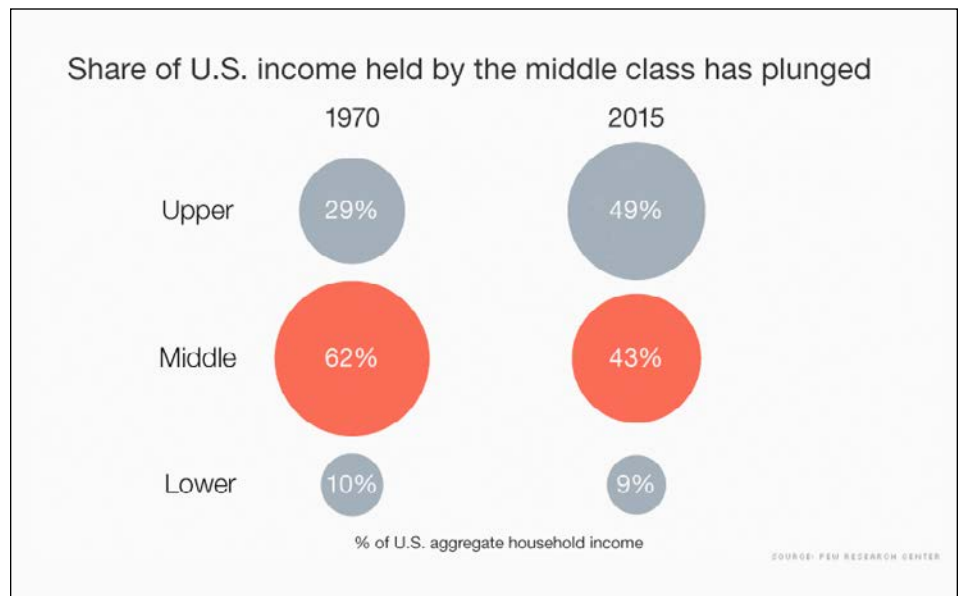 Share of U.S. income held by the middle class has plunged
1970 2015
Upper 29% 49%
Middle 62% 43%
Lower 10% 9%
% of U.S. aggregate household income
SOURCE: PEW RESEARCH CENTER